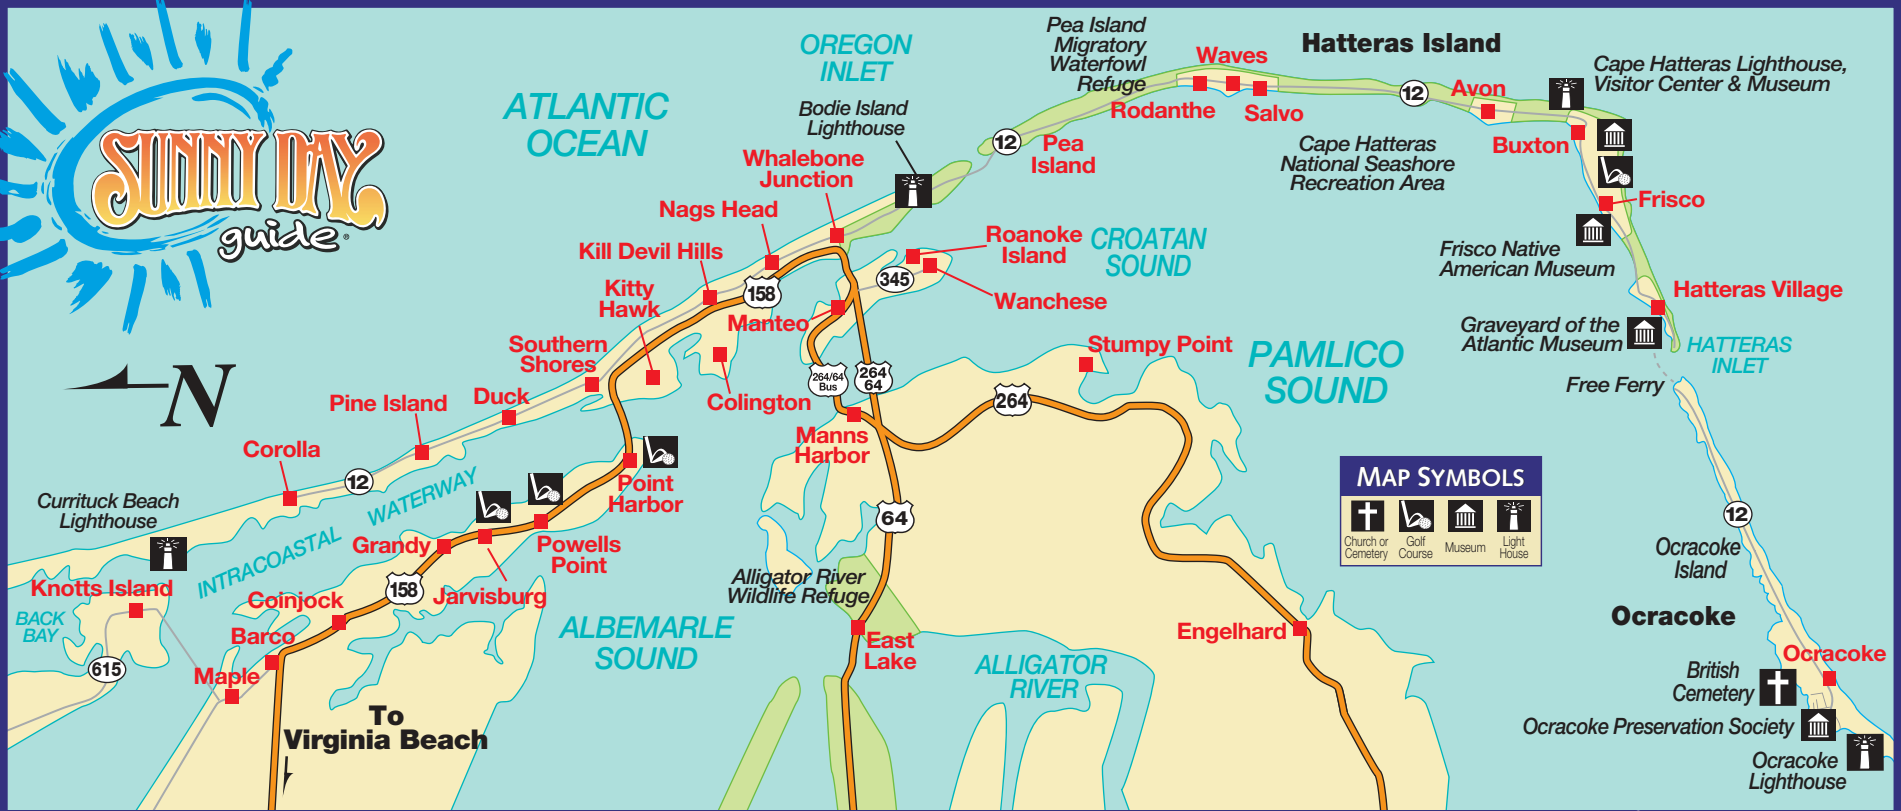 SUNNY DAY
guide
N
ATLANTIC
OCEAN
OREGON
INLET
Bodie Island
Lighthouse
Whalebone
Junction
Nags Head
Kill Devil Hills
Kitty
Hawk
Southern
Shores
Duck
Pine Island
Corolla
12
Currituck Beach
Lighthouse
Knotts Island
BACK
BAY
615
Maple
Barco
Coinjock
158
Grandy
Jarvisburg
Powells
Point
Point
Harbor
INTRACOASTAL WATERWAY
To
Virginia Beach
ALBEMARLE
SOUND
158
Colington
Manteo
345
Roanoke
Island
Wanchese
CROATAN
SOUND
264/64
Bus
264
64
Manns
Harbor
264
Stumpy Point
PAMLICO
SOUND
64
Alligator River
Wildlife Refuge
East
Lake
ALLIGATOR
RIVER
Engelhard
12
Pea
Island
Pea Island
Migratory
Waterfowl
Refuge
Waves
Rodanthe
Salvo
Hatteras Island
12
Avon
Cape Hatteras Lighthouse,
Visitor Center & Museum
Buxton
Cape Hatteras
National Seashore
Recreation Area
Frisco
Frisco Native
American Museum
Hatteras Village
Graveyard of the
Atlantic Museum
HATTERAS
INLET
Free Ferry
MAP SYMBOLS
Church or
Cemetery
Golf
Course
Museum
Light
House
12
Ocracoke
Island
Ocracoke
Ocracoke
British
Cemetery
Ocracoke Preservation Society
Ocracoke
Lighthouse